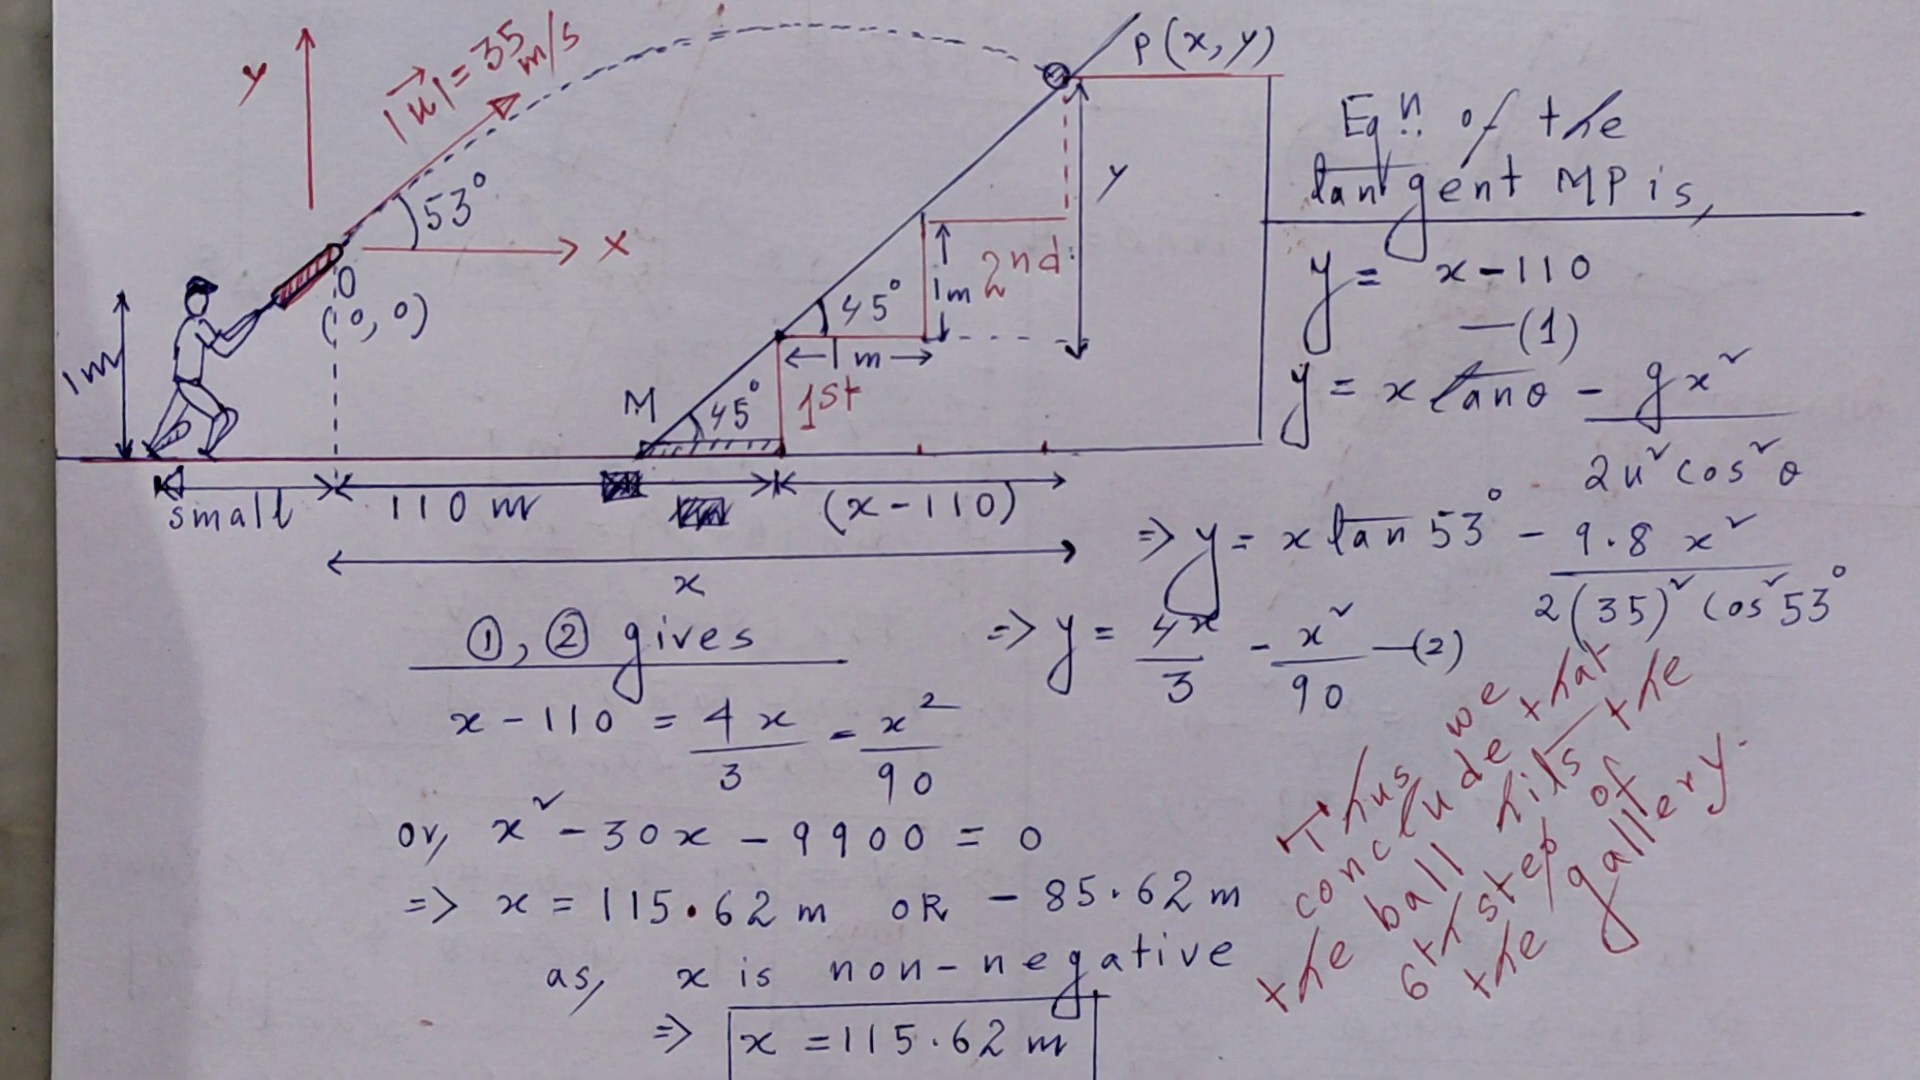 y
|u⃗| = 35 m/s
53°
x
O
(0, 0)
1m
P(x, y)
y
2nd
1m
45°
1 m
1st
M
45°
small
110 m
(x-110)
x
Eqn. of the
tangent MP is,
y = x-110
—(1)
y = x tanθ - gx²/2u²cos²θ
⇒ y = x tan 53° - 9.8 x²/2(35)² cos²53°
⇒ y = 4x/3 - x²/90 —(2)
①, ② gives
x - 110 = 4x/3 - x²/90
or, x² - 30x - 9900 = 0
⇒ x = 115.62 m OR - 85.62 m
as, x is non-negative
⇒ x = 115.62 m
Thus we
conclude that
the ball hits the
6th step of
the gallery.